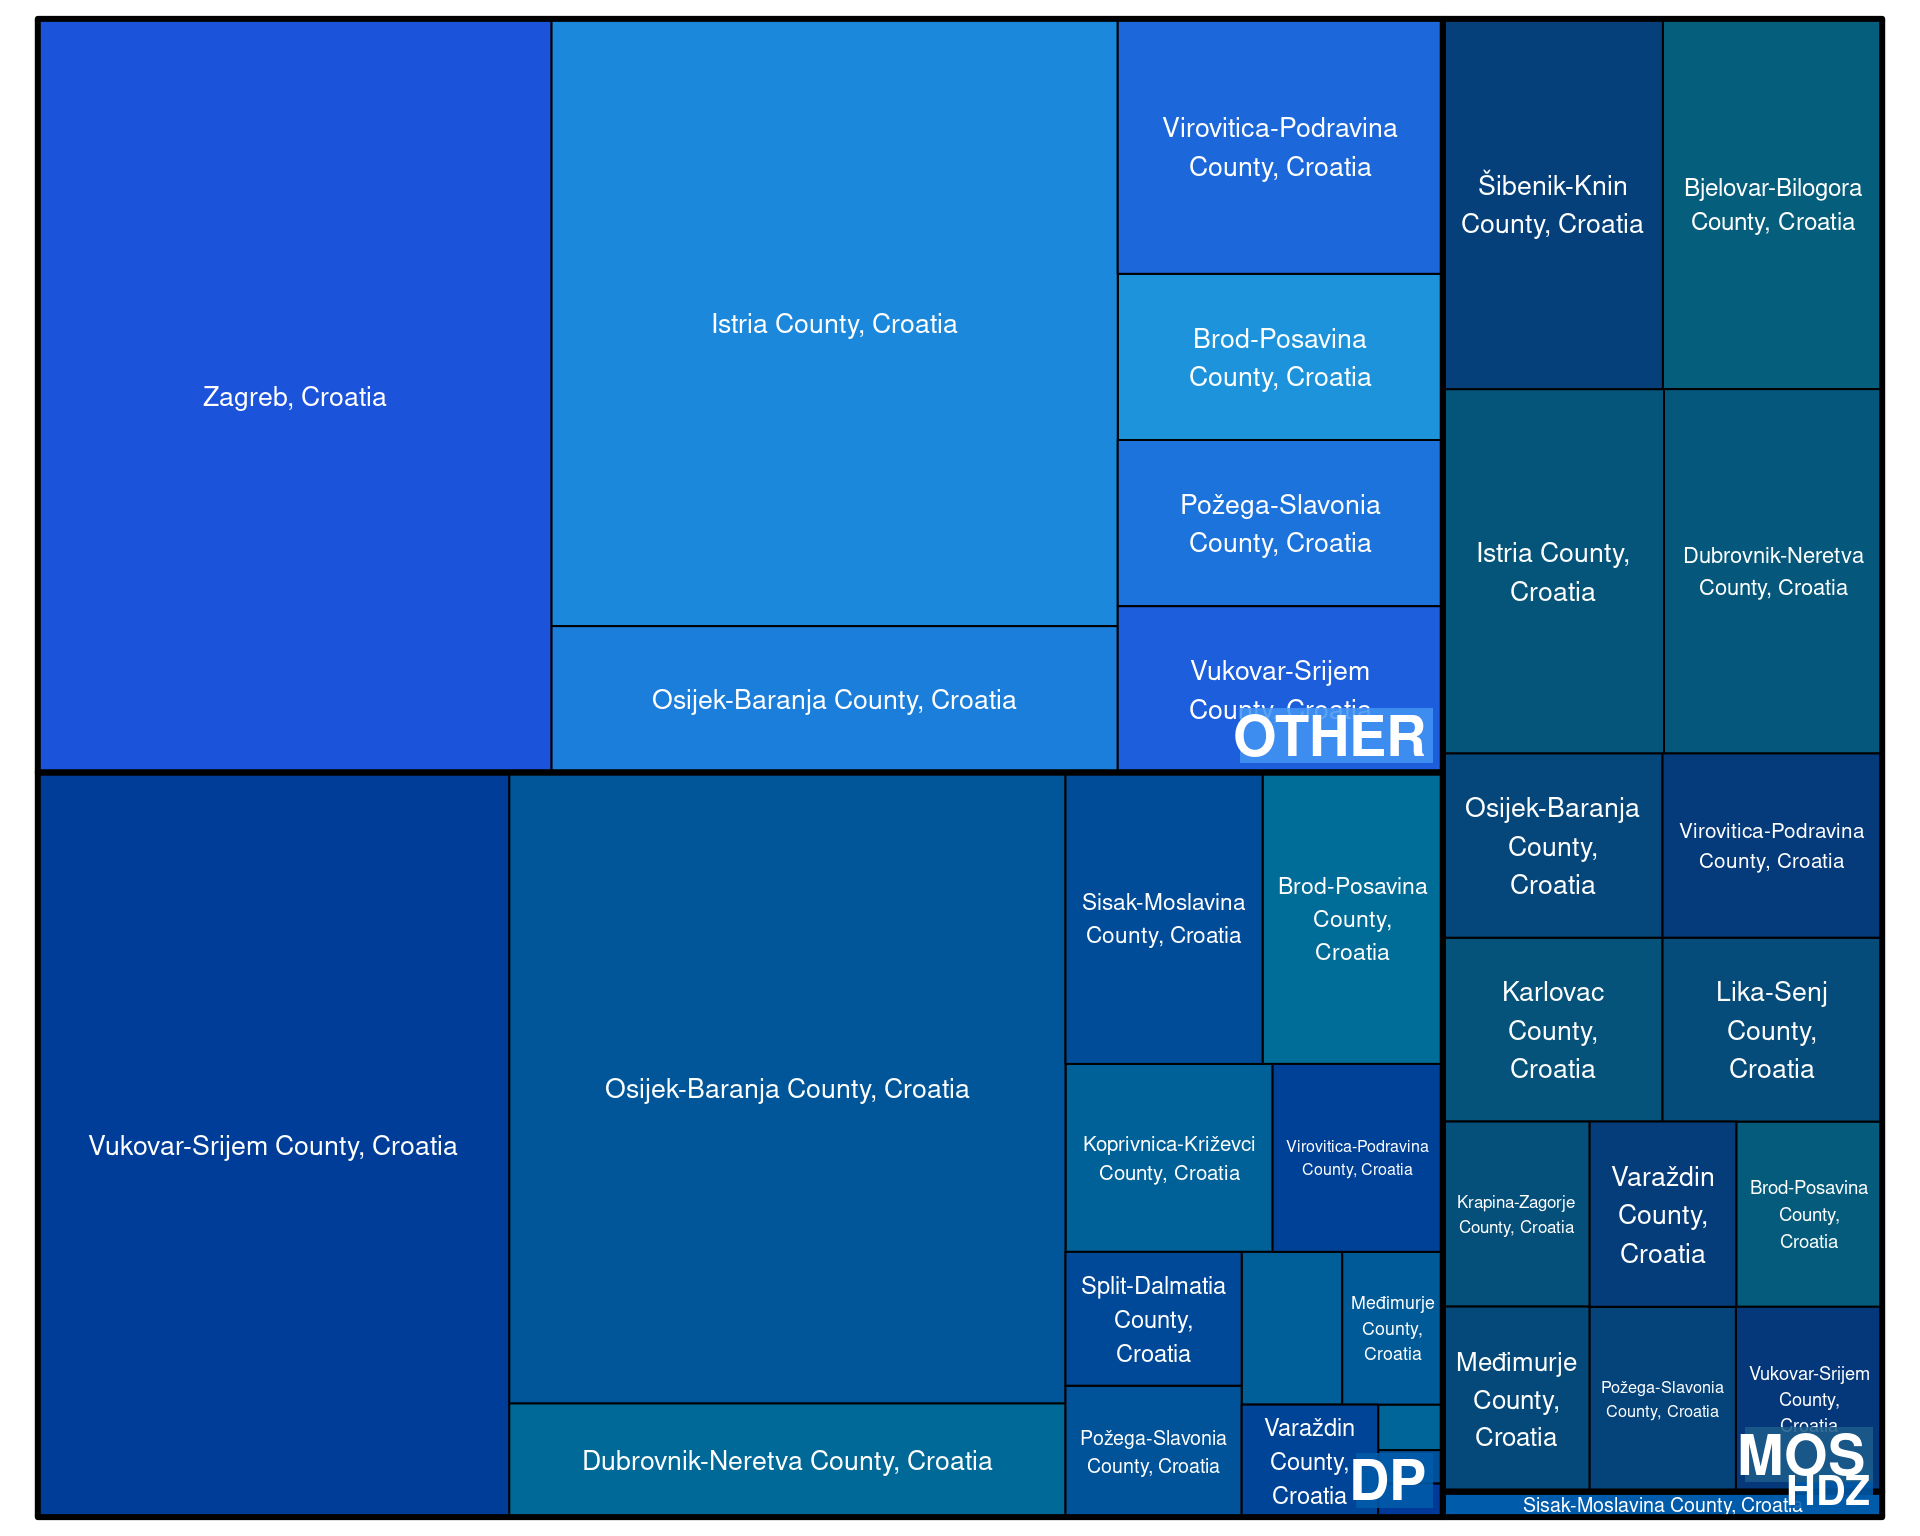 Zagreb, Croatia
Istria County, Croatia
Osijek-Baranja County, Croatia
Virovitica-Podravina
County, Croatia
Brod-Posavina
County, Croatia
Požega-Slavonia
County, Croatia
Vukovar-Srijem
County, Croatia
OTHER
Vukovar-Srijem County, Croatia
Osijek-Baranja County, Croatia
Dubrovnik-Neretva County, Croatia
Sisak-Moslavina
County, Croatia
Brod-Posavina
County,
Croatia
Koprivnica-Križevci
County, Croatia
Virovitica-Podravina
County, Croatia
Split-Dalmatia
County,
Croatia
Međimurje
County,
Croatia
Požega-Slavonia
County, Croatia
Varaždin
County,
Croatia
DP
Šibenik-Knin
County, Croatia
Bjelovar-Bilogora
County, Croatia
Istria County,
Croatia
Dubrovnik-Neretva
County, Croatia
Osijek-Baranja
County,
Croatia
Virovitica-Podravina
County, Croatia
Karlovac
County,
Croatia
Lika-Senj
County,
Croatia
Krapina-Zagorje
County, Croatia
Varaždin
County,
Croatia
Brod-Posavina
County,
Croatia
Međimurje
County,
Croatia
Požega-Slavonia
County, Croatia
Vukovar-Srijem
County,
Croatia
MOS
HDZ
Sisak-Moslavina County, Croatia